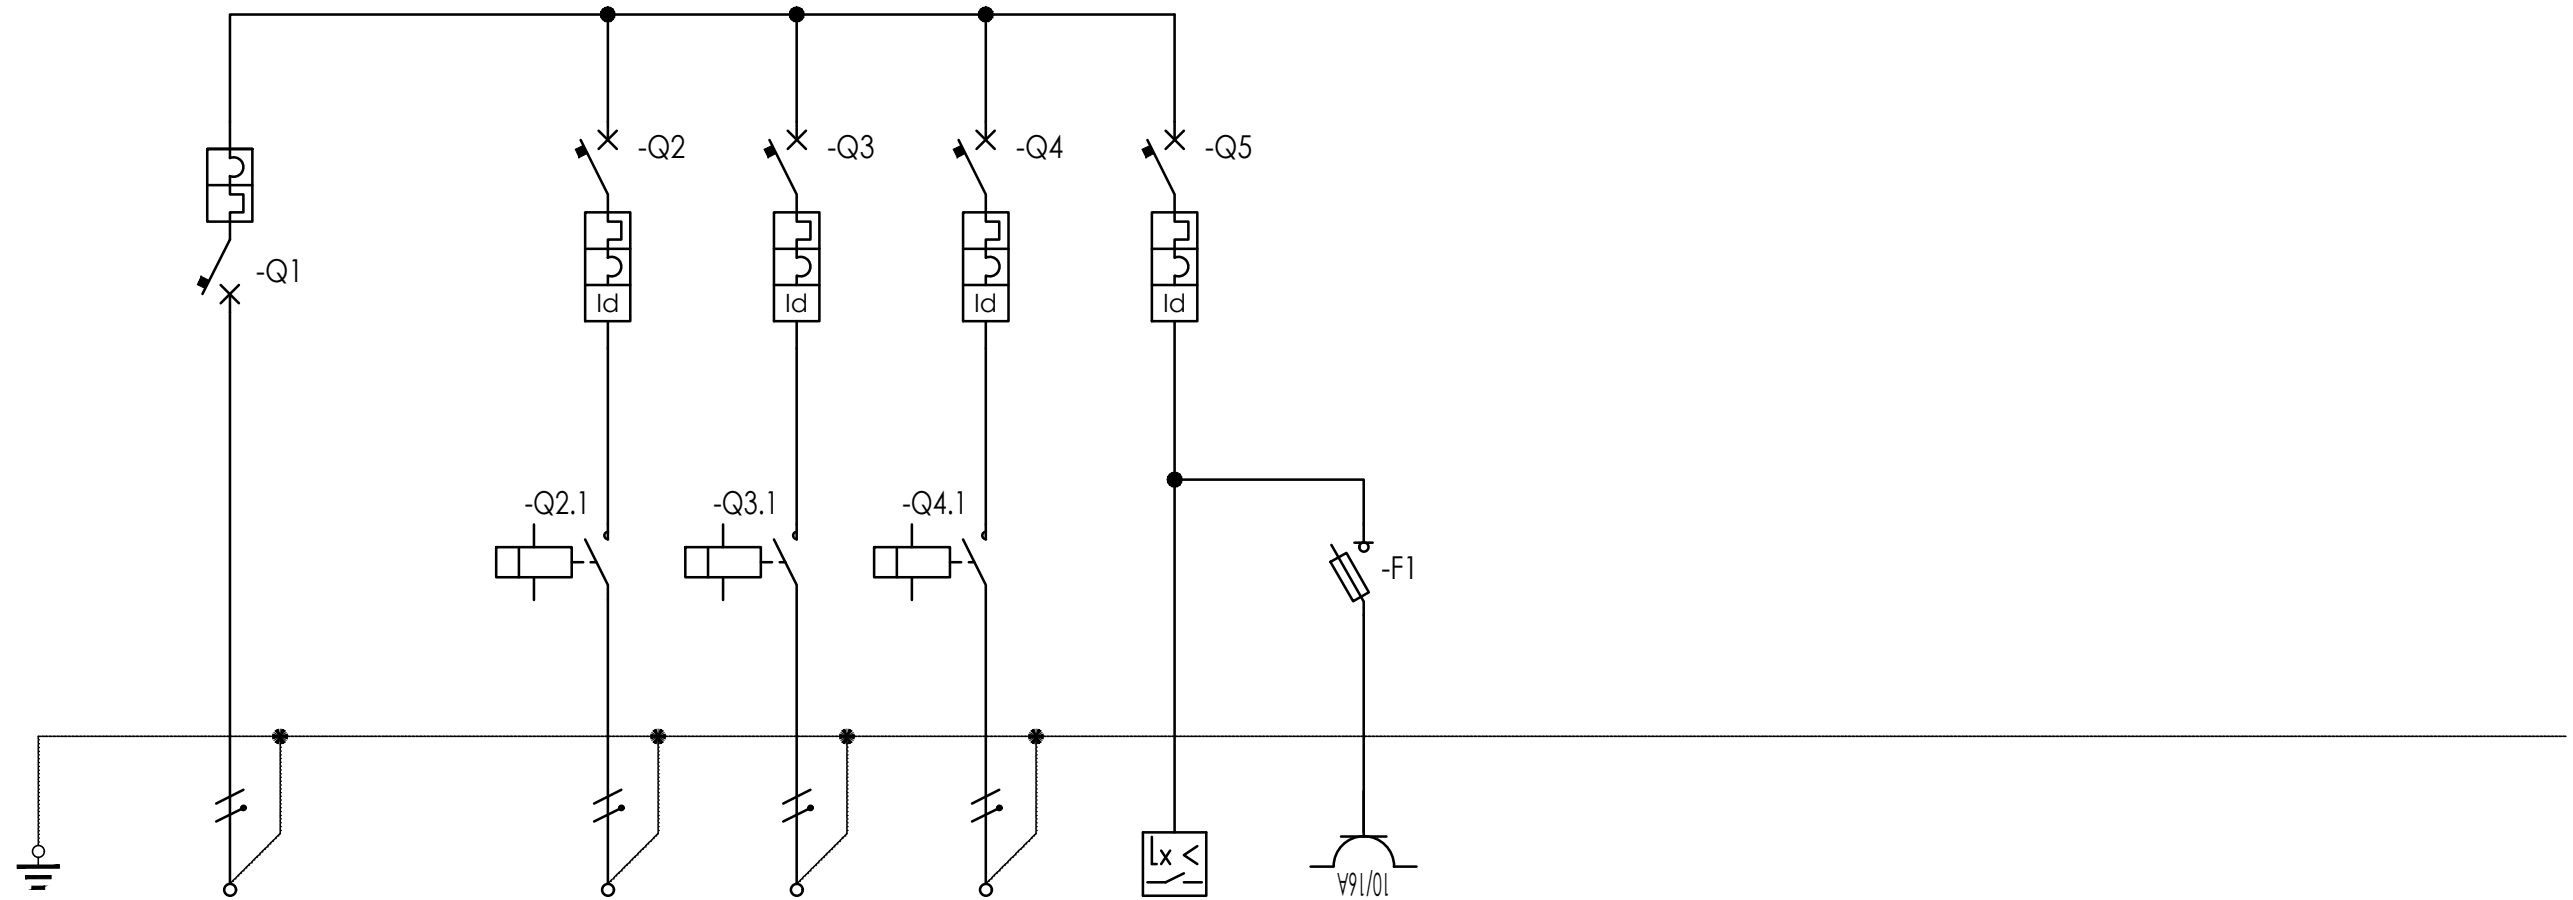 -Q2
-Q3
-Q4
-Q5
-Q1
Id
Id
Id
Id
-Q2.1
-Q3.1
-Q4.1
-F1
Lx <
10/16A